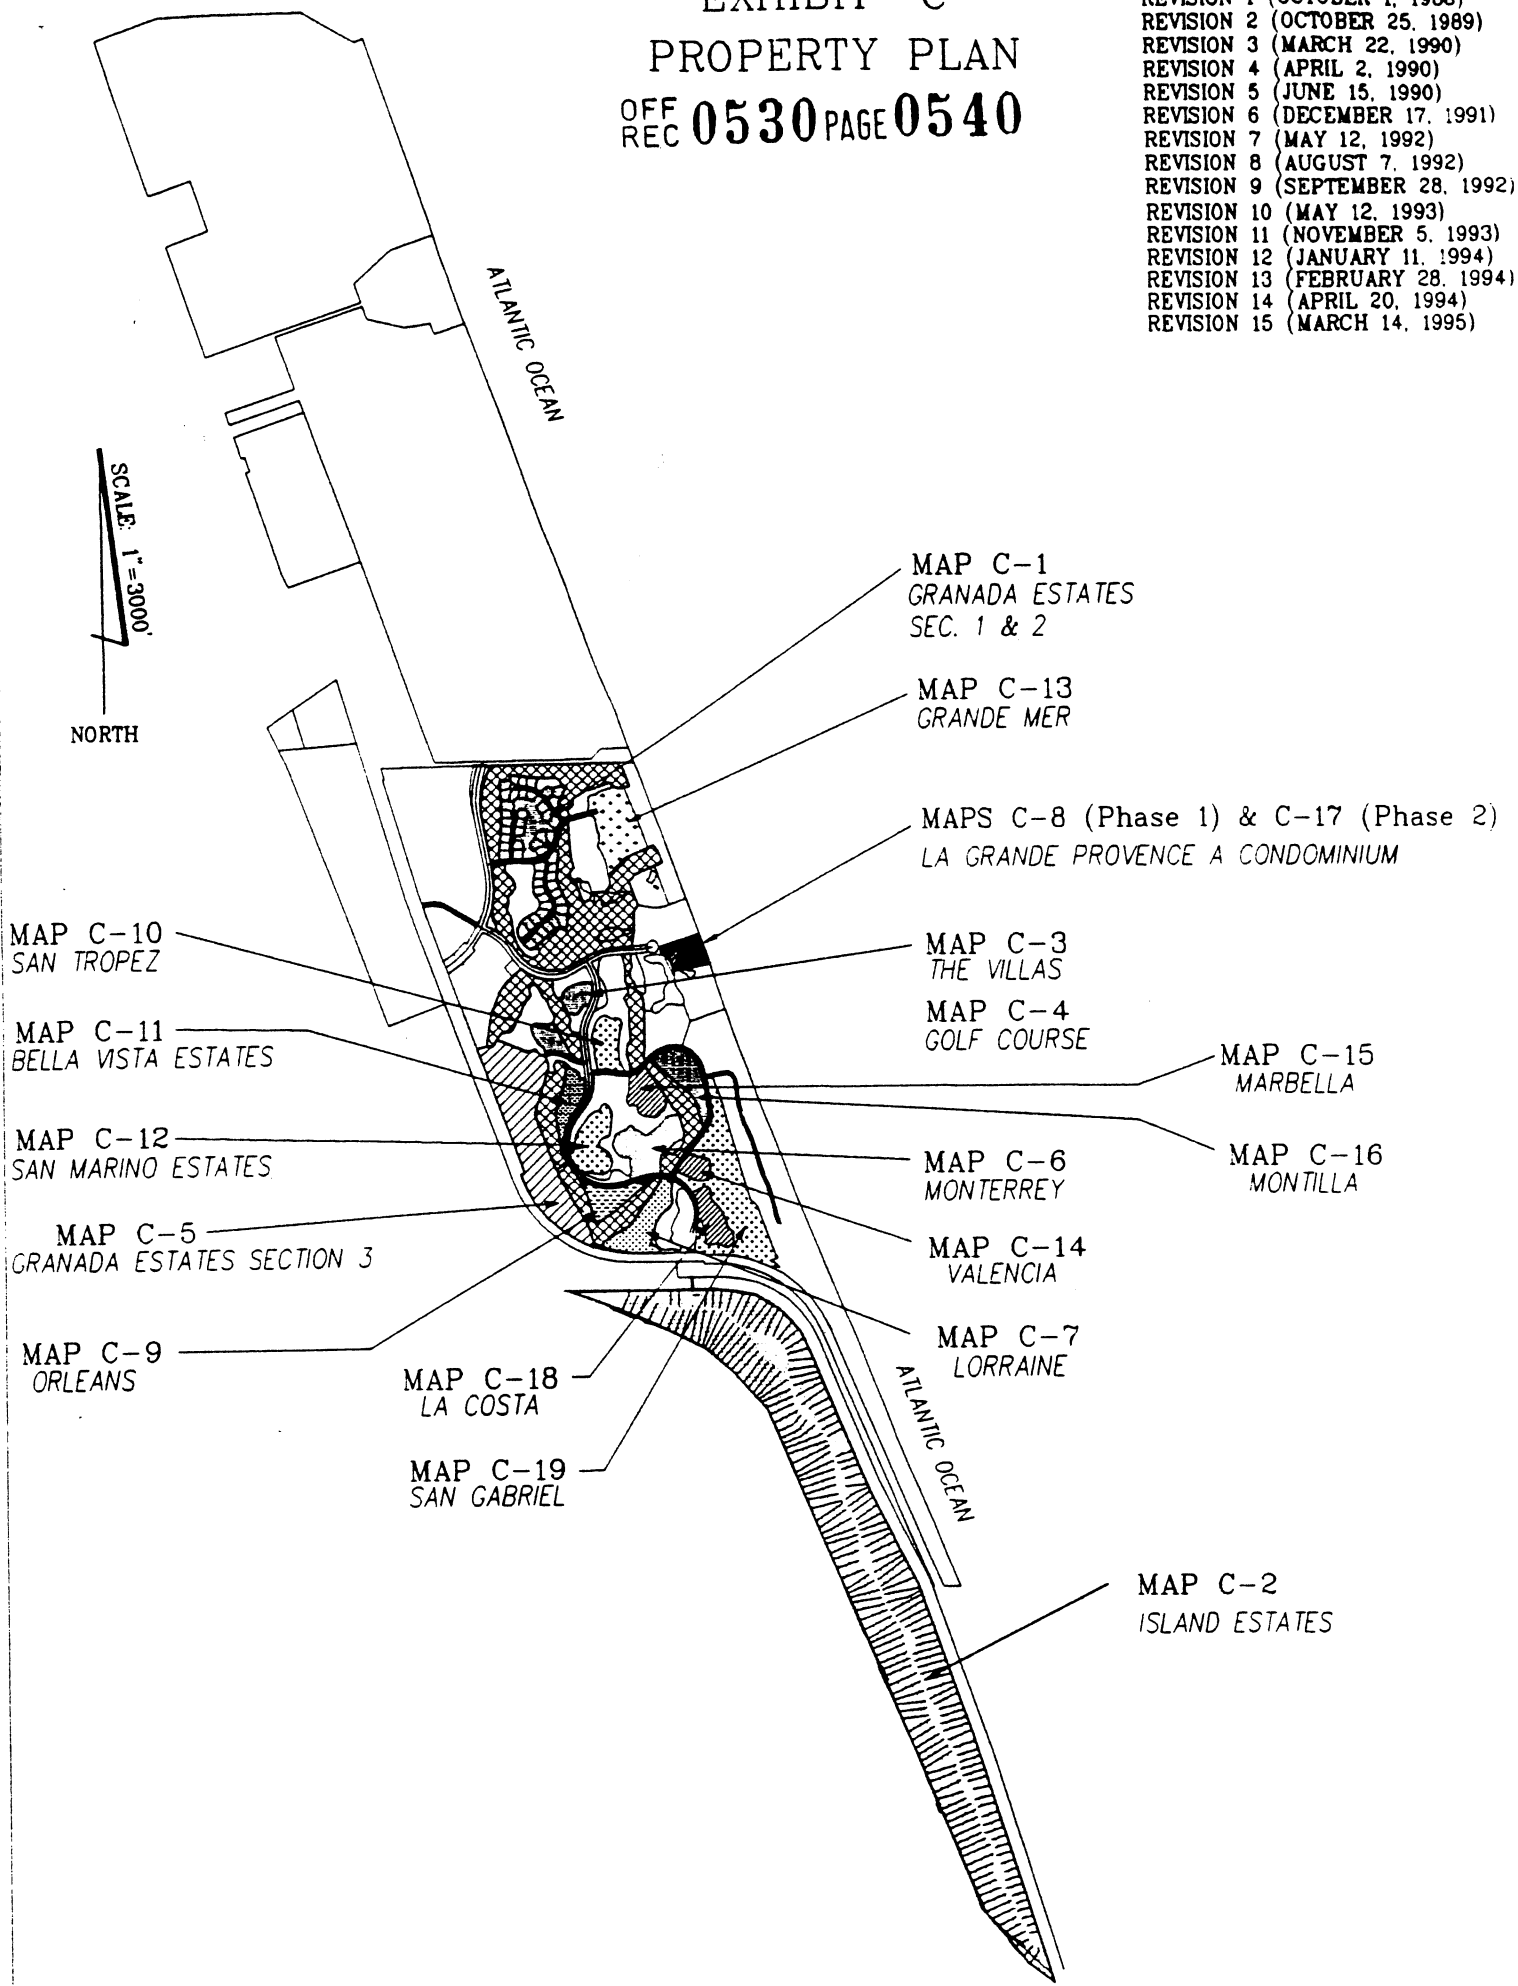 EXHIBIT C
PROPERTY PLAN
OFF REC 0530 PAGE 0540
REVISION 1 (OCTOBER 1, 1988)
REVISION 2 (OCTOBER 25, 1989)
REVISION 3 (MARCH 22, 1990)
REVISION 4 (APRIL 2, 1990)
REVISION 5 (JUNE 15, 1990)
REVISION 6 (DECEMBER 17, 1991)
REVISION 7 (MAY 12, 1992)
REVISION 8 (AUGUST 7, 1992)
REVISION 9 (SEPTEMBER 28, 1992)
REVISION 10 (MAY 12, 1993)
REVISION 11 (NOVEMBER 5, 1993)
REVISION 12 (JANUARY 11, 1994)
REVISION 13 (FEBRUARY 28, 1994)
REVISION 14 (APRIL 20, 1994)
REVISION 15 (MARCH 14, 1995)
ATLANTIC OCEAN
SCALE: 1"=3000'
NORTH
MAP C-1
GRANADA ESTATES
SEC. 1 & 2
MAP C-13
GRANDE MER
MAPS C-8 (Phase 1) & C-17 (Phase 2)
LA GRANDE PROVENCE A CONDOMINIUM
MAP C-10
SAN TROPEZ
MAP C-3
THE VILLAS
MAP C-4
GOLF COURSE
MAP C-11
BELLA VISTA ESTATES
MAP C-15
MARBELLA
MAP C-12
SAN MARINO ESTATES
MAP C-6
MONTERREY
MAP C-16
MONTILLA
MAP C-5
GRANADA ESTATES SECTION 3
MAP C-14
VALENCIA
MAP C-9
ORLEANS
MAP C-7
LORRAINE
MAP C-18
LA COSTA
MAP C-19
SAN GABRIEL
ATLANTIC OCEAN
MAP C-2
ISLAND ESTATES